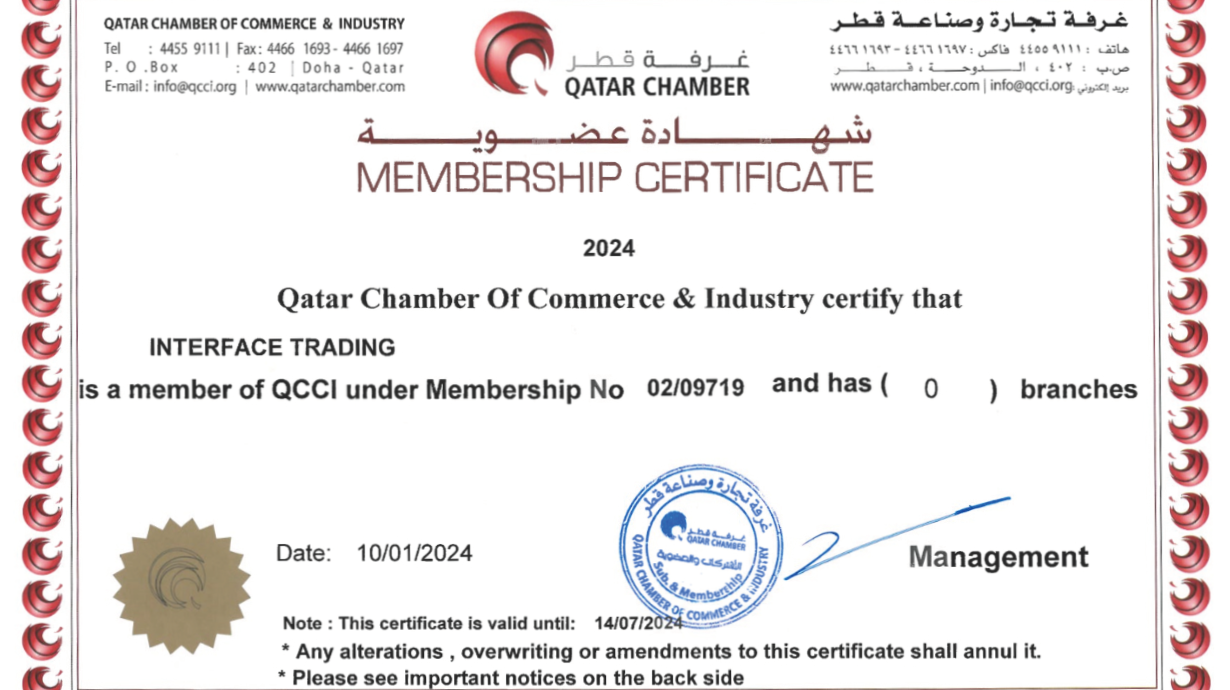 QATAR CHAMBER OF COMMERCE & INDUSTRY
Tel : 4455 9111 | Fax: 4466 1693 - 4466 1697
P. O .Box : 402 | Doha - Qatar
E-mail : info@qcci.org | www.qatarchamber.com
غرفة قطر
QATAR CHAMBER
غرفة تجارة وصناعة قطر
هاتف : ٤٤٥٥ ٩١١١ فاكس : ٤٤٦٦ ١٦٩٧ - ٤٤٦٦ ١٦٩٣
ص.ب : ٤٠٢ ، الدوحة ، قطر
www.qatarchamber.com | info@qcci.org :بريد إلكتروني
شهادة عضوية
MEMBERSHIP CERTIFICATE
2024
Qatar Chamber Of Commerce & Industry certify that
INTERFACE TRADING
is a member of QCCI under Membership No 02/09719 and has ( 0 ) branches
غرفة تجارة وصناعة قطر
غرفة قطر
QATAR CHAMBER
Sub. & Membership
QATAR CHAMBER OF COMMERCE & INDUSTRY
Date: 10/01/2024
Management
Note : This certificate is valid until: 14/07/2024
* Any alterations , overwriting or amendments to this certificate shall annul it.
* Please see important notices on the back side